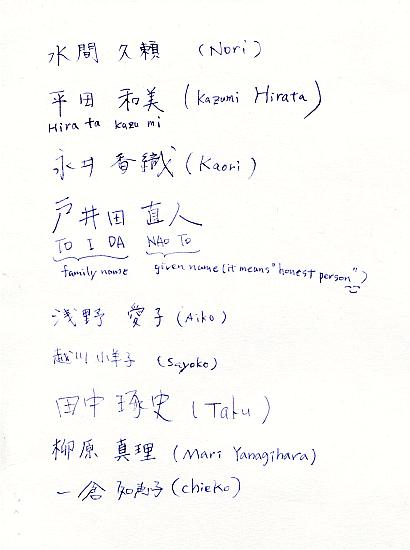 水間 久頼 (Nori)
平田 和美 (Kazumi Hirata)
Hira ta kazu mi
永井 香織 (Kaori)
戸井田 直人
TO I DA NAO TO
family name given name (it means "honest person")
浅野 愛子 (Aiko)
越川 小洋子 (Sayoko)
田中 琢史 (Taku)
柳原 真理 (Mari Yanagihara)
一倉 知恵子 (chieko)